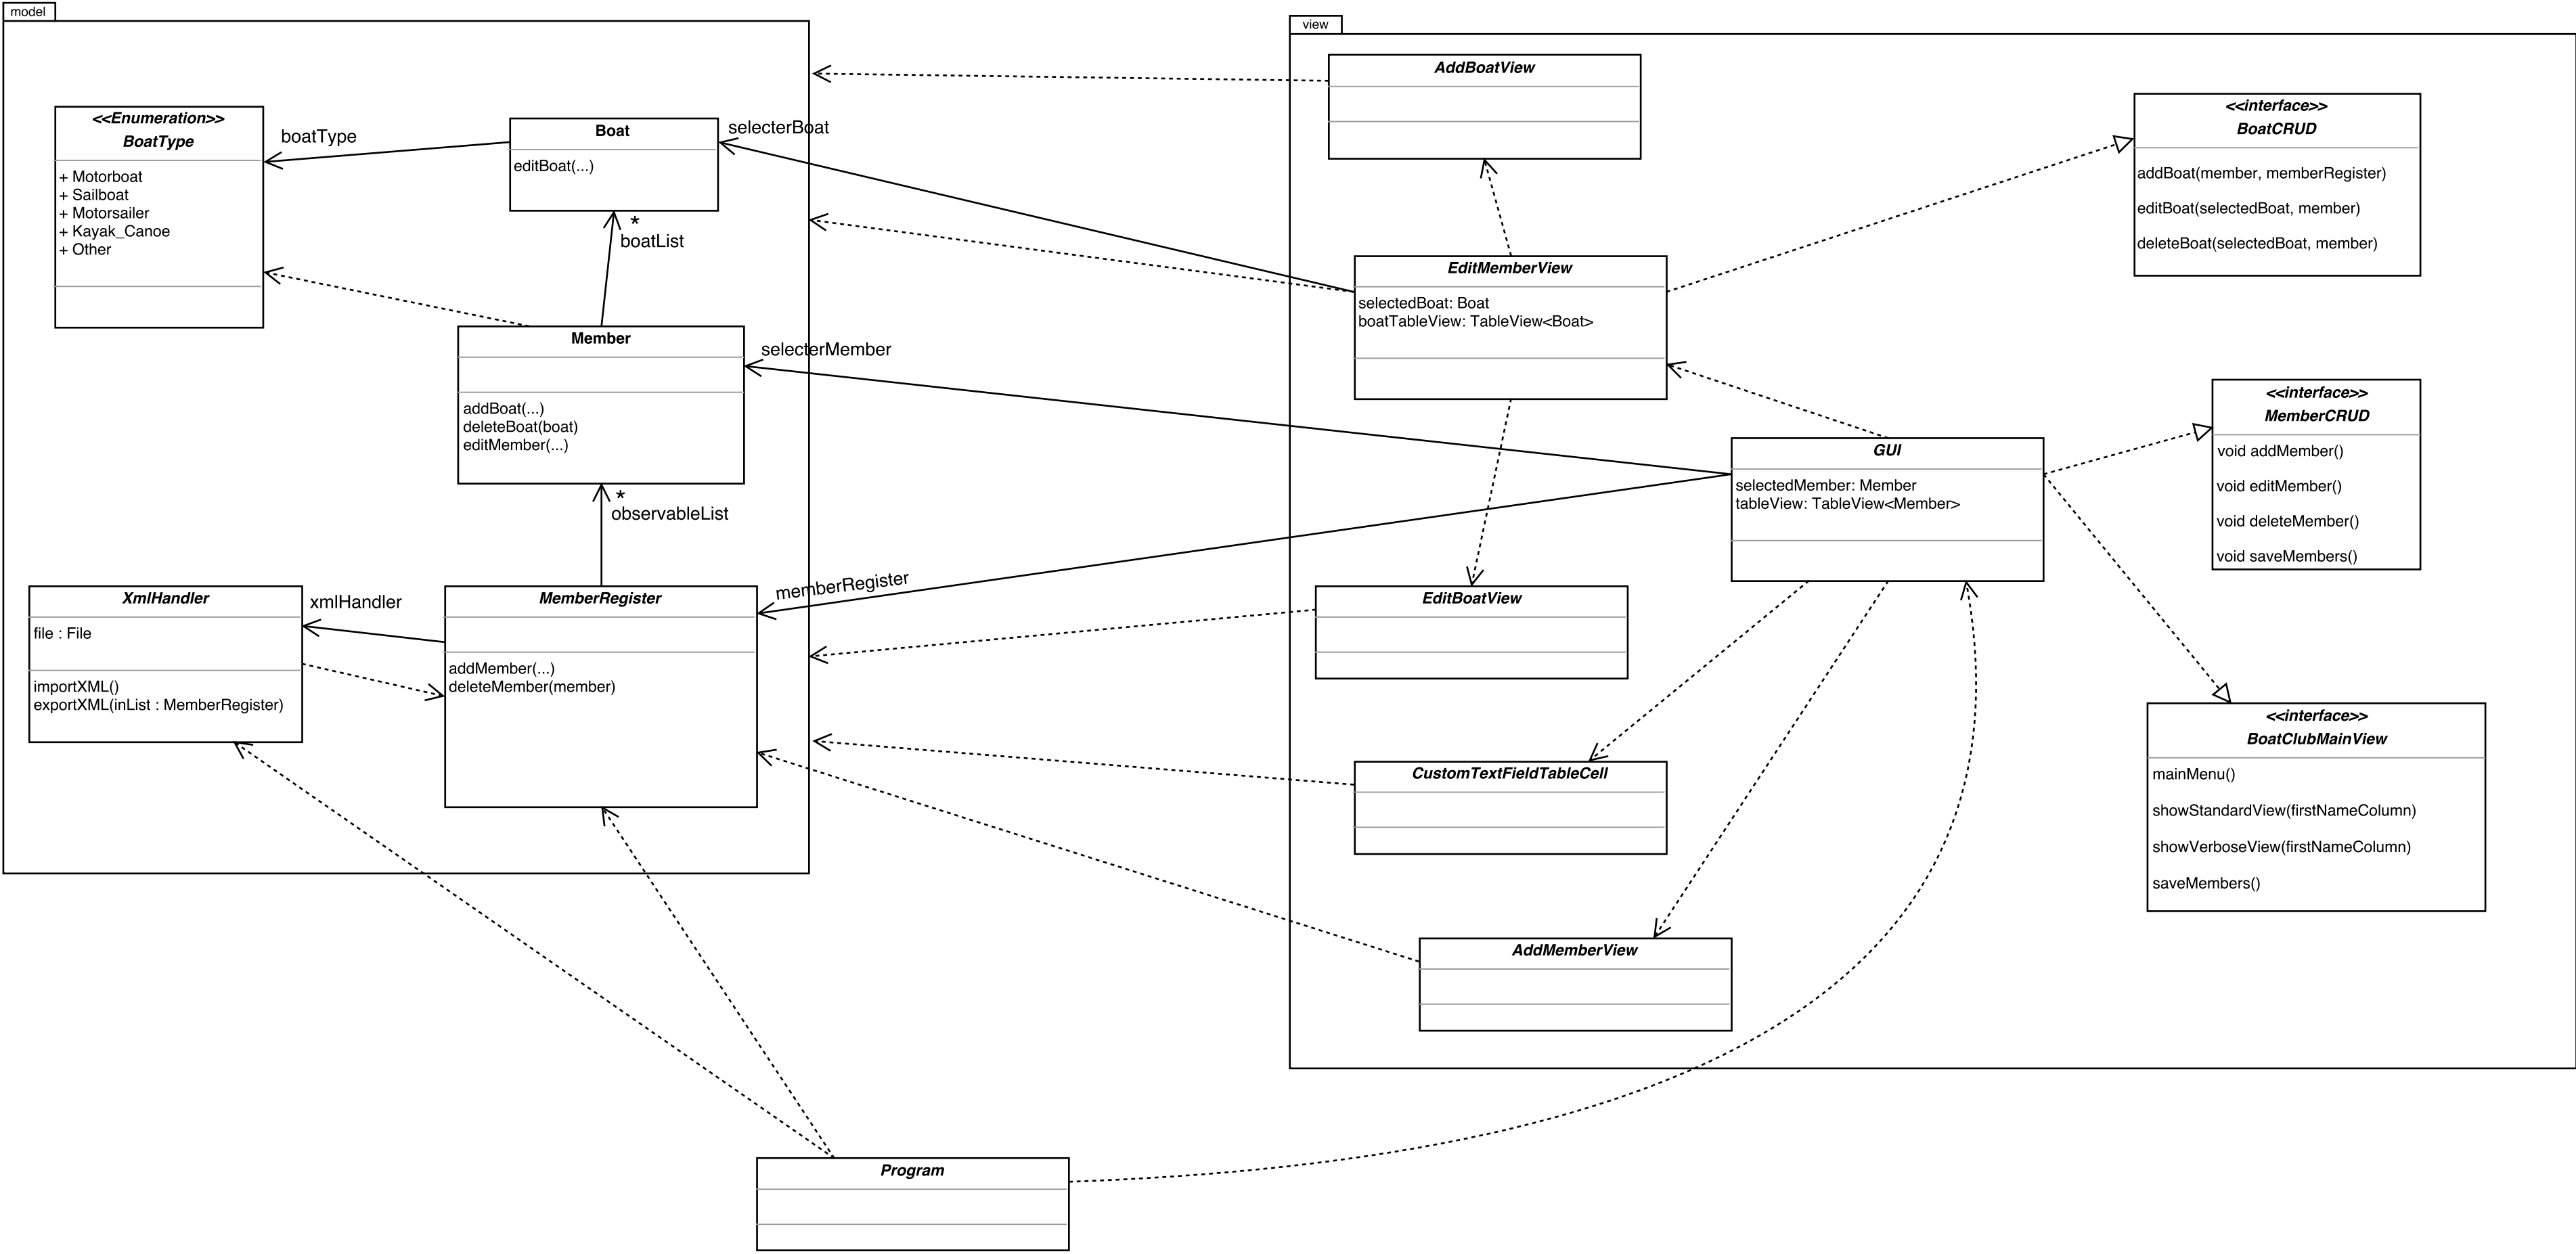 model
<<Enumeration>>
BoatType
+ Motorboat
+ Sailboat
+ Motorsailer
+ Kayak_Canoe
+ Other
boatType
Boat
editBoat(...)
selecterBoat
*
boatList
Member
addBoat(...)
deleteBoat(boat)
editMember(...)
selecterMember
*
observableList
XmlHandler
file : File
importXML()
exportXML(inList : MemberRegister)
xmlHandler
MemberRegister
addMember(...)
deleteMember(member)
memberRegister
view
AddBoatView
<<interface>>
BoatCRUD
addBoat(member, memberRegister)
editBoat(selectedBoat, member)
deleteBoat(selectedBoat, member)
EditMemberView
selectedBoat: Boat
boatTableView: TableView<Boat>
<<interface>>
MemberCRUD
void addMember()
void editMember()
void deleteMember()
void saveMembers()
GUI
selectedMember: Member
tableView: TableView<Member>
EditBoatView
<<interface>>
BoatClubMainView
mainMenu()
showStandardView(firstNameColumn)
showVerboseView(firstNameColumn)
saveMembers()
CustomTextFieldTableCell
AddMemberView
Program